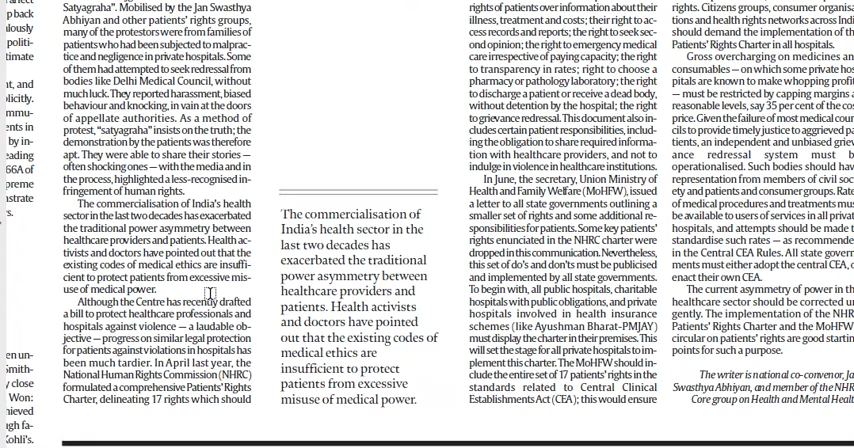 p back
alously
politi-
timate
nt, and
plicitly.
mmu-
ents in
by in-
eading
66A of
preme
nstrate
rs.
en un-
Smith-
y close
Won:
hieved
ugh fa-
Kohli's.
Satyagraha”. Mobilised by the Jan Swasthya
Abhiyan and other patients’ rights groups,
many of the protestors were from families of
patients who had been subjected to malprac-
tice and negligence in private hospitals. Some
of them had attempted to seek redressal from
bodies like Delhi Medical Council, without
much luck. They reported harassment, biased
behaviour and knocking, in vain at the doors
of appellate authorities. As a method of
protest, “satyagraha” insists on the truth; the
demonstration by the patients was therefore
apt. They were able to share their stories —
often shocking ones — with the media and in
the process, highlighted a less-recognised in-
fringement of human rights.
The commercialisation of India’s health
sector in the last two decades has exacerbated
the traditional power asymmetry between
healthcare providers and patients. Health ac-
tivists and doctors have pointed out that the
existing codes of medical ethics are insuffi-
cient to protect patients from excessive mis-
use of medical power.
Although the Centre has recently drafted
a bill to protect healthcare professionals and
hospitals against violence — a laudable ob-
jective — progress on similar legal protection
for patients against violations in hospitals has
been much tardier. In April last year, the
National Human Rights Commission (NHRC)
formulated a comprehensive Patients’ Rights
Charter, delineating 17 rights which should
The commercialisation of
India’s health sector in the
last two decades has
exacerbated the traditional
power asymmetry between
healthcare providers and
patients. Health activists
and doctors have pointed
out that the existing codes of
medical ethics are
insufficient to protect
patients from excessive
misuse of medical power.
rights of patients over information about their
illness, treatment and costs; their right to ac-
cess records and reports; the right to seek sec-
ond opinion; the right to emergency medical
care irrespective of paying capacity; the right
to transparency in rates; right to choose a
pharmacy or pathology laboratory; the right
to discharge a patient or receive a dead body,
without detention by the hospital; the right
to grievance redressal. This document also in-
cludes certain patient responsibilities, includ-
ing the obligation to share required informa-
tion with healthcare providers, and not to
indulge in violence in healthcare institutions.
In June, the secretary, Union Ministry of
Health and Family Welfare (MoHFW), issued
a letter to all state governments outlining a
smaller set of rights and some additional re-
sponsibilities for patients. Some key patients’
rights enunciated in the NHRC charter were
dropped in this communication. Nevertheless,
this set of do’s and don’ts must be publicised
and implemented by all state governments.
To begin with, all public hospitals, charitable
hospitals with public obligations, and private
hospitals involved in health insurance
schemes (like Ayushman Bharat-PMJAY)
must display the charter in their premises. This
will set the stage for all private hospitals to im-
plement this charter. The MoHFW should in-
clude the entire set of 17 patients’ rights in the
standards related to Central Clinical
Establishments Act (CEA); this would ensure
rights. Citizens groups, consumer organisa
tions and health rights networks across Indi
should demand the implementation of th
Patients’ Rights Charter in all hospitals.
Gross overcharging on medicines an
consumables — on which some private hos
pitals are known to make whopping profit
— must be restricted by capping margins a
reasonable levels, say 35 per cent of the cos
price. Given the failure of most medical coun
cils to provide timely justice to aggrieved pa
tients, an independent and unbiased griev
ance redressal system must b
operationalised. Such bodies should hav
representation from members of civil soc
ety and patients and consumer groups. Rate
of medical procedures and treatments mus
be available to users of services in all privat
hospitals, and attempts should be made t
standardise such rates — as recommende
in the Central CEA Rules. All state govern
ments must either adopt the central CEA, o
enact their own CEA.
The current asymmetry of power in th
healthcare sector should be corrected ur
gently. The implementation of the NHR
Patients’ Rights Charter and the MoHFW
circular on patients’ rights are good startin
points for such a purpose.
The writer is national co-convenor, Ja
Swasthya Abhiyan, and member of the NHR
Core group on Health and Mental Healt